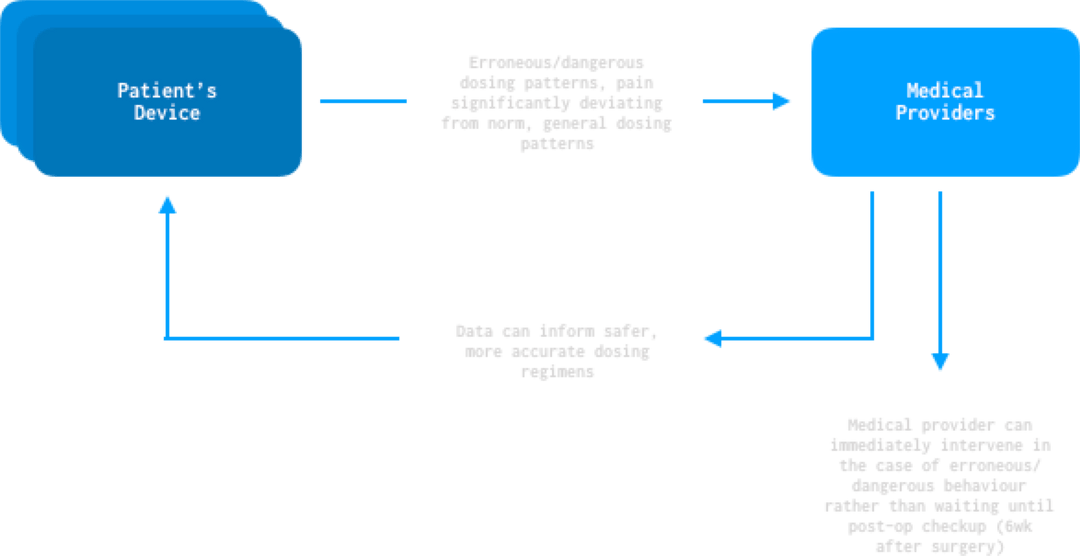 Patient's
Device
Erroneous/dangerous
dosing patterns, pain
significantly deviating
from norm, general dosing
patterns
Medical
Providers
Data can inform safer,
more accurate dosing
regimens
Medical provider can
immediately intervene in
the case of erroneous/
dangerous behaviour
rather than waiting until
post-op checkup (6wk
after surgery)